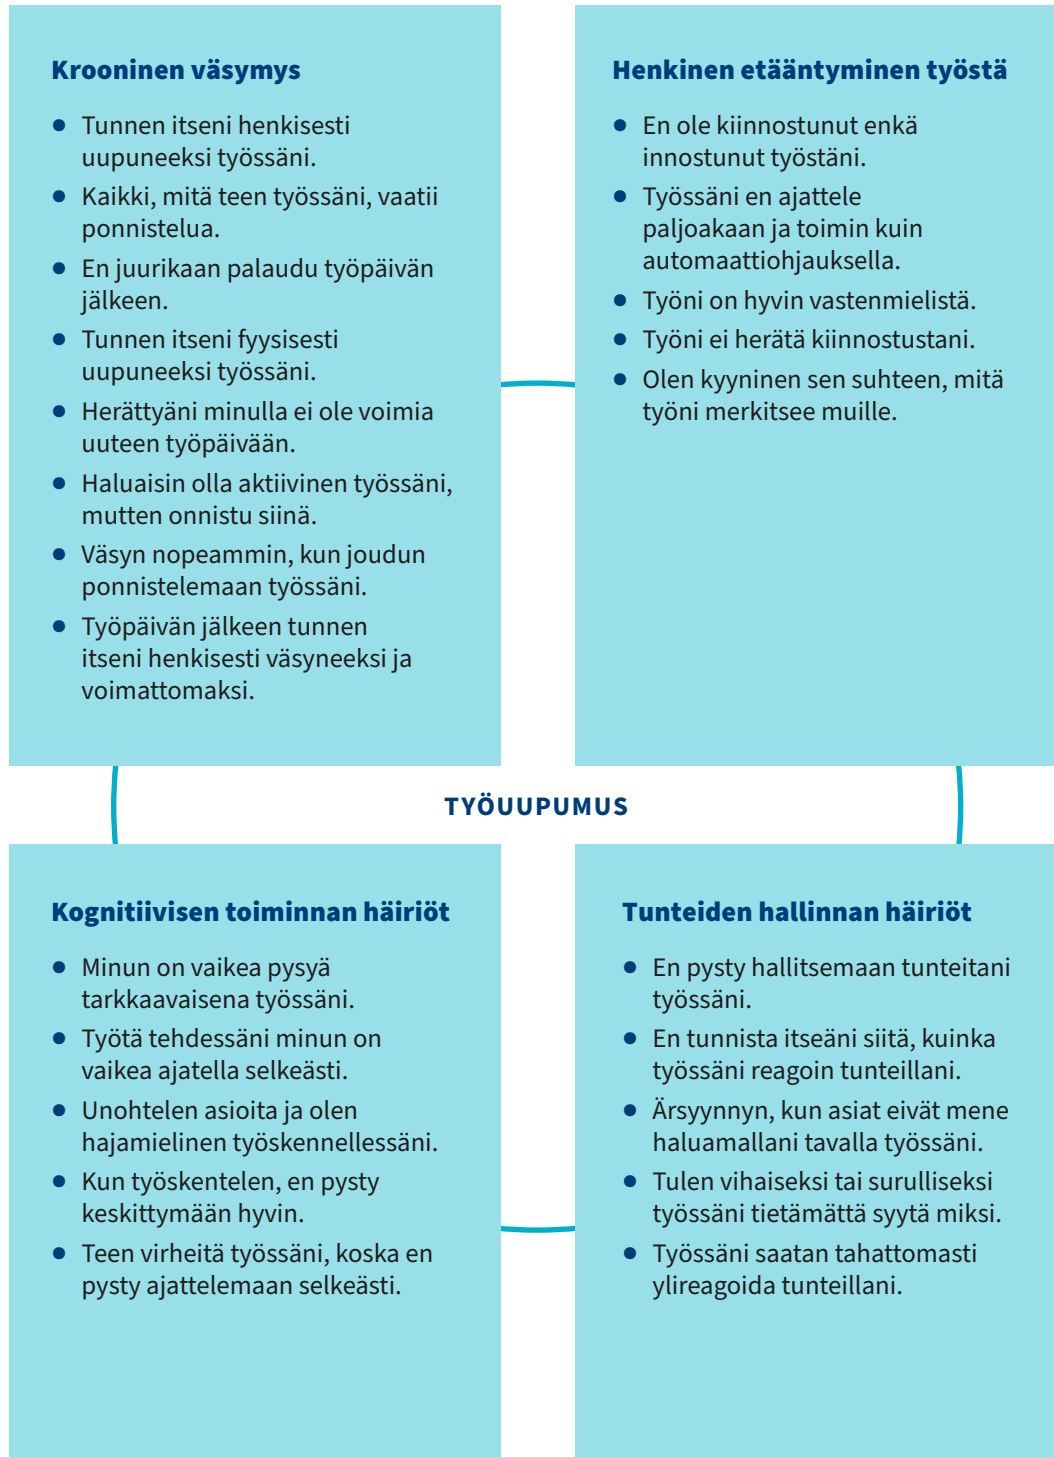 Krooninen väsymys
● Tunnen itseni henkisesti
uupuneeksi työssäni.
● Kaikki, mitä teen työssäni, vaatii
ponnistelua.
● En juurikaan palaudu työpäivän
jälkeen.
● Tunnen itseni fyysisesti
uupuneeksi työssäni.
● Herättyäni minulla ei ole voimia
uuteen työpäivään.
● Haluaisin olla aktiivinen työssäni,
mutten onnistu siinä.
● Väsyn nopeammin, kun joudun
ponnistelemaan työssäni.
● Työpäivän jälkeen tunnen
itseni henkisesti väsyneeksi ja
voimattomaksi.
Henkinen etääntyminen työstä
● En ole kiinnostunut enkä
innostunut työstäni.
● Työssäni en ajattele
paljoakaan ja toimin kuin
automaattiohjauksella.
● Työni on hyvin vastenmielistä.
● Työni ei herätä kiinnostustani.
● Olen kyyninen sen suhteen, mitä
työni merkitsee muille.
TYÖUUPUMUS
Kognitiivisen toiminnan häiriöt
● Minun on vaikea pysyä
tarkkaavaisena työssäni.
● Työtä tehdessäni minun on
vaikea ajatella selkeästi.
● Unohtelen asioita ja olen
hajamielinen työskennellessäni.
● Kun työskentelen, en pysty
keskittymään hyvin.
● Teen virheitä työssäni, koska en
pysty ajattelemaan selkeästi.
Tunteiden hallinnan häiriöt
● En pysty hallitsemaan tunteitani
työssäni.
● En tunnista itseäni siitä, kuinka
työssäni reagoin tunteillani.
● Ärsyynnyn, kun asiat eivät mene
haluamallani tavalla työssäni.
● Tulen vihaiseksi tai surulliseksi
työssäni tietämättä syytä miksi.
● Työssäni saatan tahattomasti
ylireagoida tunteillani.